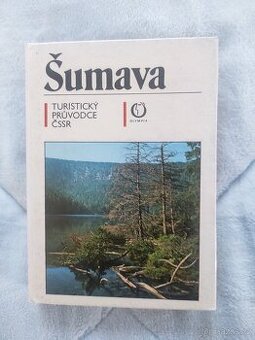 Šumava
TURISTICKÝ
PRŮVODCE
ČSSR
OLYMPIA